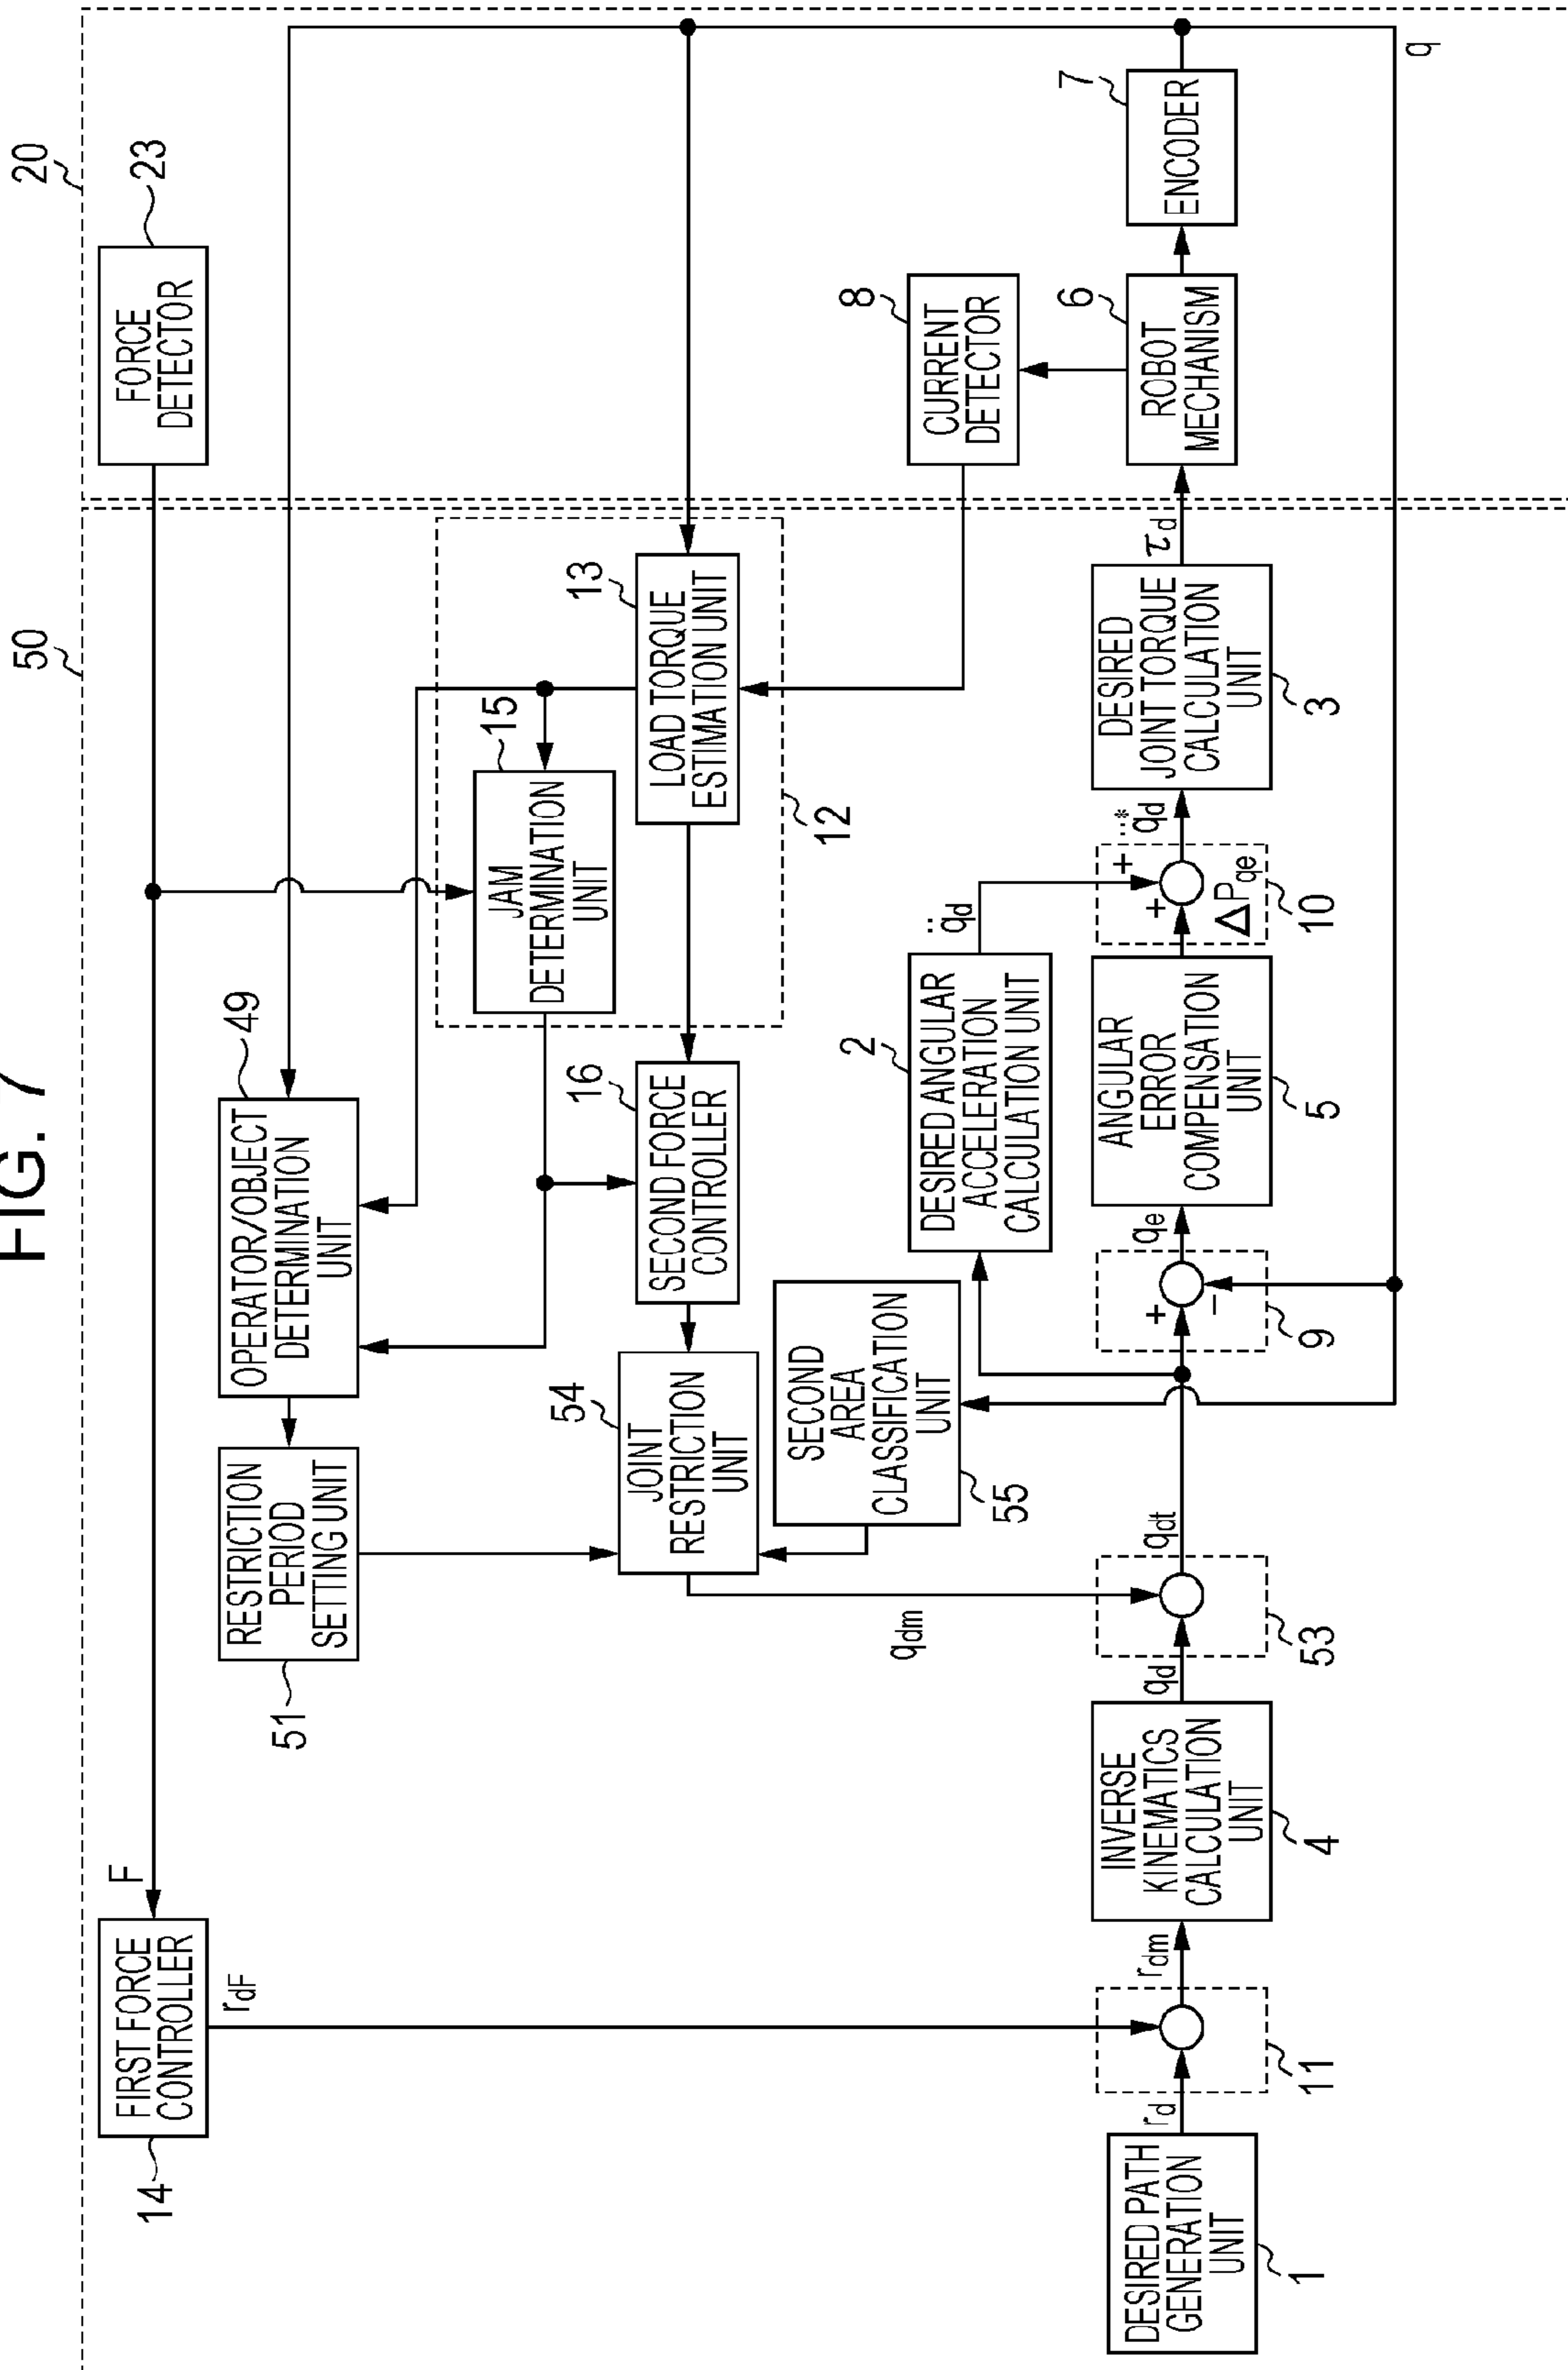 FIG. 7
50
20
14
FIRST FORCE
CONTROLLER
F
rdF
FORCE
DETECTOR
23
51
RESTRICTION
PERIOD
SETTING UNIT
OPERATOR/OBJECT
DETERMINATION
UNIT
49
JAM
DETERMINATION
UNIT
15
54
JOINT
RESTRICTION
UNIT
SECOND FORCE
CONTROLLER
16
LOAD TORQUE
ESTIMATION UNIT
13
12
SECOND
AREA
CLASSIFICATION
UNIT
55
2
DESIRED ANGULAR
ACCELERATION
CALCULATION UNIT
q̈d
CURRENT
DETECTOR
8
qdm
DESIRED PATH
GENERATION
UNIT
1
rd
11
rdm
INVERSE
KINEMATICS
CALCULATION
UNIT
4
qd
53
qdt
+
−
9
qe
ANGULAR
ERROR
COMPENSATION
UNIT
5
+
+
ΔPqe
10
q̈d*
DESIRED
JOINT TORQUE
CALCULATION
UNIT
3
τd
ROBOT
MECHANISM
6
ENCODER
7
q